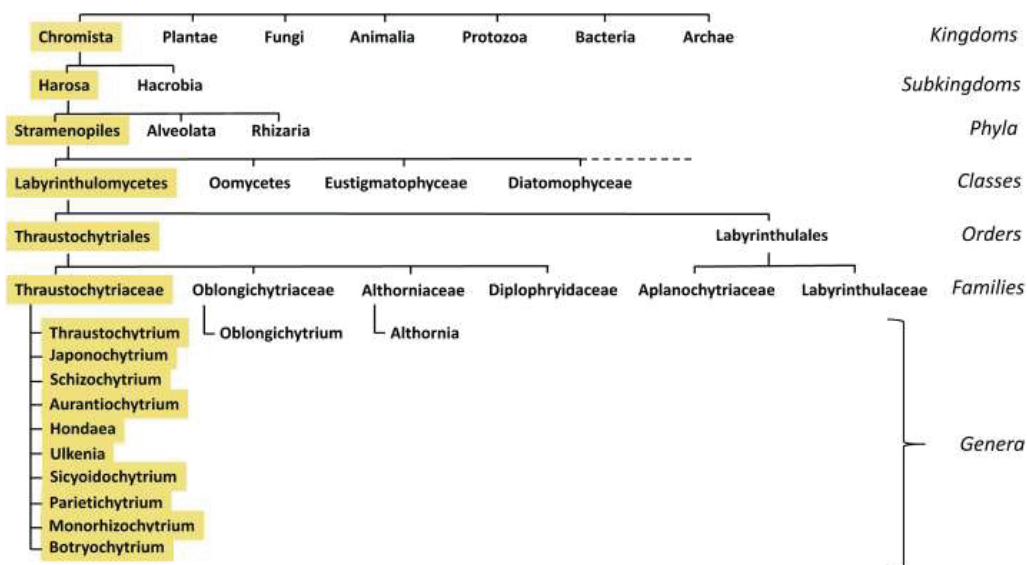 Chromista Plantae Fungi Animalia Protozoa Bacteria Archae Kingdoms
Harosa Hacrobia Subkingdoms
Stramenopiles Alveolata Rhizaria Phyla
Labyrinthulomycetes Oomycetes Eustigmatophyceae Diatomophyceae Classes
Thraustochytriales Labyrinthulales Orders
Thraustochytriaceae Oblongichytriaceae Althorniaceae Diplophrydaceae Aplanochytriaceae Labyrinthulaceae Families
Thraustochytrium Oblongichytrium Althornia
Japonochytrium
Schizochytrium
Aurantiochytrium
Hondaea
Genera
Ulkenia
Sicyoidochytrium
Parietichytrium
Monorhizochytrium
Botryochytrium